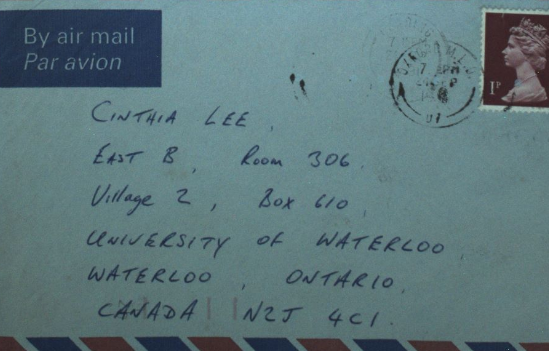 By air mail
Par avion
1P
CINTHIA LEE,
EAST B, Room 306.
Village 2, Box 610,
UNIVERSITY OF WATERLOO,
WATERLOO, ONTARIO,
CANADA N2J 4C1.